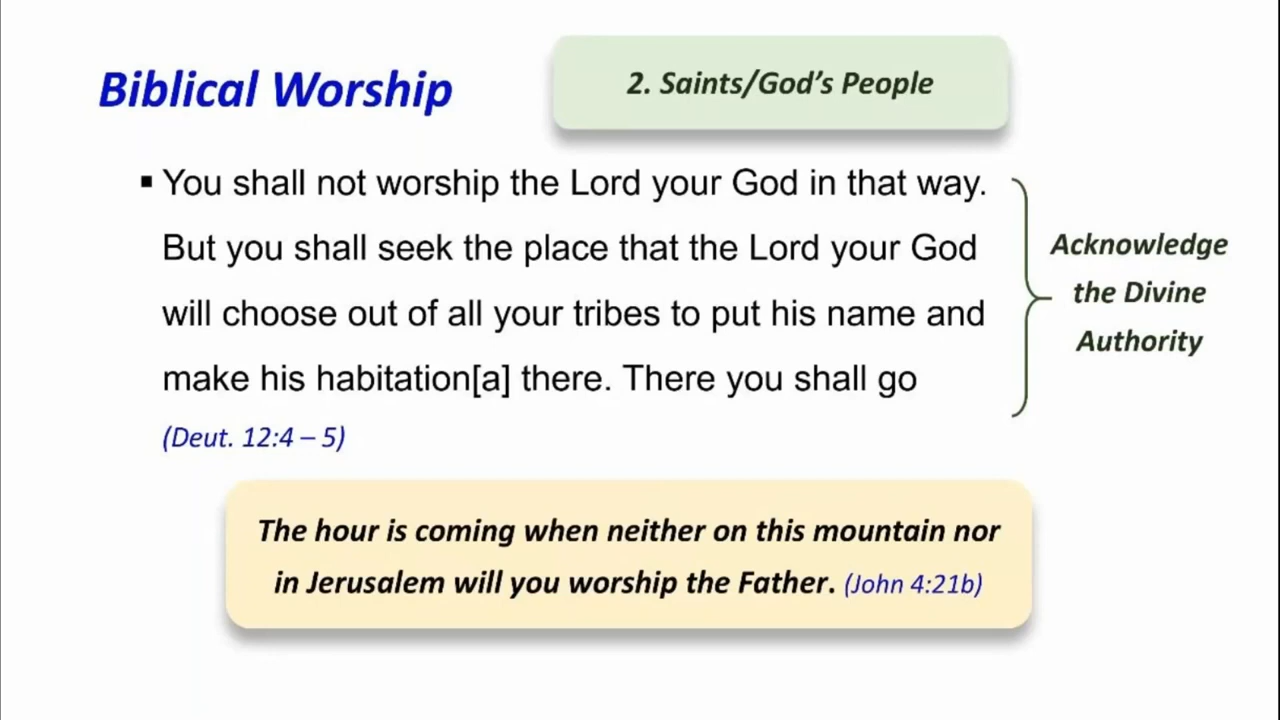 Biblical Worship
2. Saints/God's People
▪ You shall not worship the Lord your God in that way.
But you shall seek the place that the Lord your God
will choose out of all your tribes to put his name and
make his habitation[a] there. There you shall go
(Deut. 12:4 – 5)
Acknowledge
the Divine
Authority
The hour is coming when neither on this mountain nor
in Jerusalem will you worship the Father. (John 4:21b)